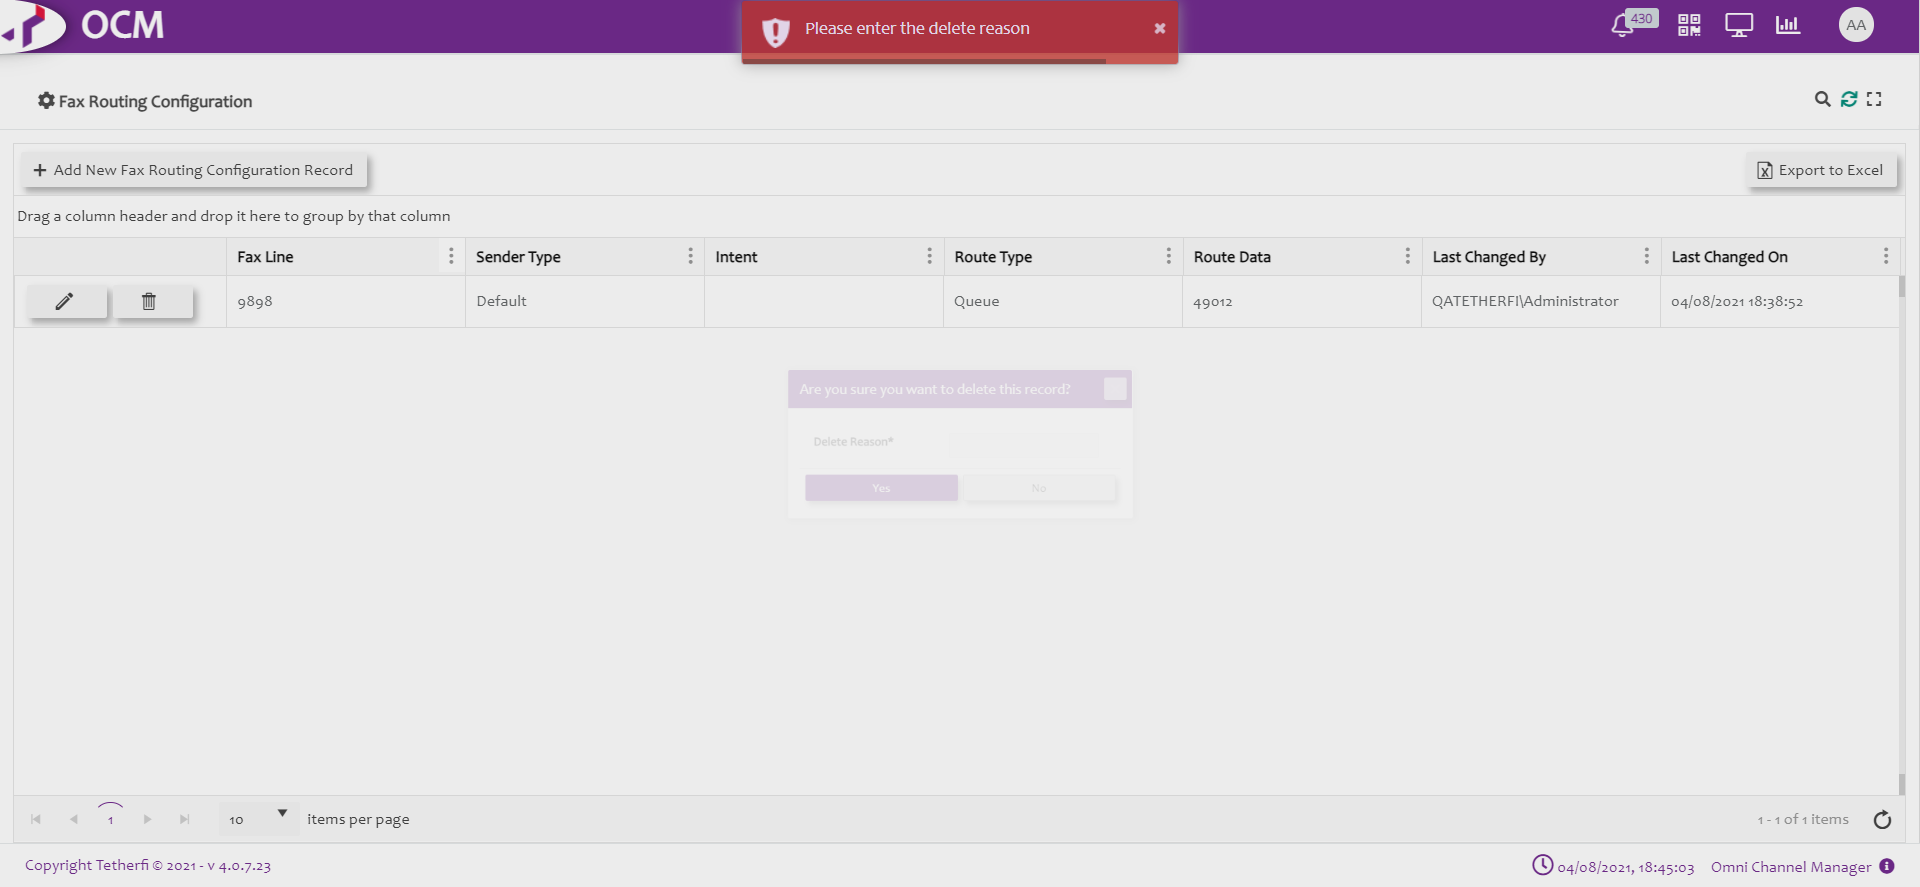 OCM
Please enter the delete reason
430
AA
Fax Routing Configuration
Add New Fax Routing Configuration Record
Export to Excel
Drag a column header and drop it here to group by that column
Fax Line Sender Type Intent Route Type Route Data Last Changed By Last Changed On
9898 Default Queue 49012 QATETHERFI\Administrator 04/08/2021 18:38:52
Are you sure you want to delete this record?
Delete Reason*
Yes No
1 10 items per page 1 - 1 of 1 items
Copyright Tetherfi © 2021 - v 4.0.7.23 04/08/2021, 18:45:03 Omni Channel Manager